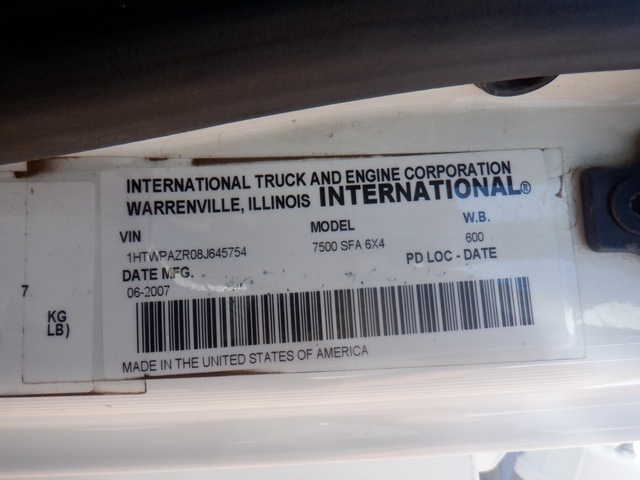 INTERNATIONAL TRUCK AND ENGINE CORPORATION
WARRENVILLE, ILLINOIS INTERNATIONAL®
VIN MODEL W.B.
1HTWPAZR08J645754 7500 SFA 6X4 600
DATE MFG. PD LOC - DATE
06-2007
7
KG
LB)
MADE IN THE UNITED STATES OF AMERICA